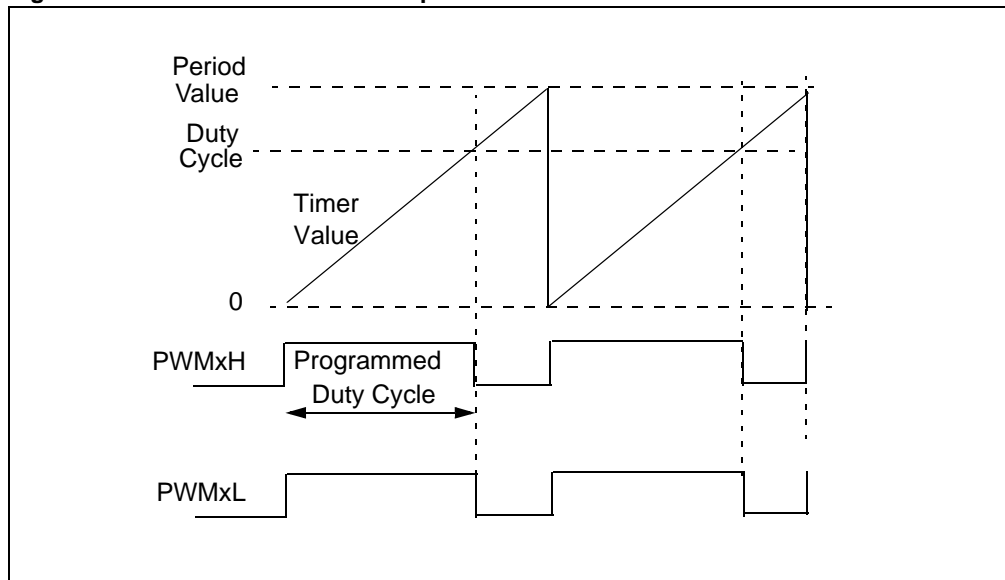 Period
Value
Duty
Cycle
Timer
Value
0
PWMxH
Programmed
Duty Cycle
PWMxL